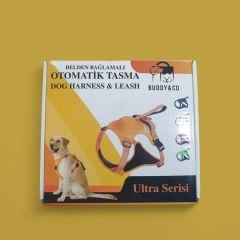 BELDEN BAĞLAMALI
OTOMATİK TASMA
DOG HARNESS & LEASH
BUDDY&CO
Ultra Serisi